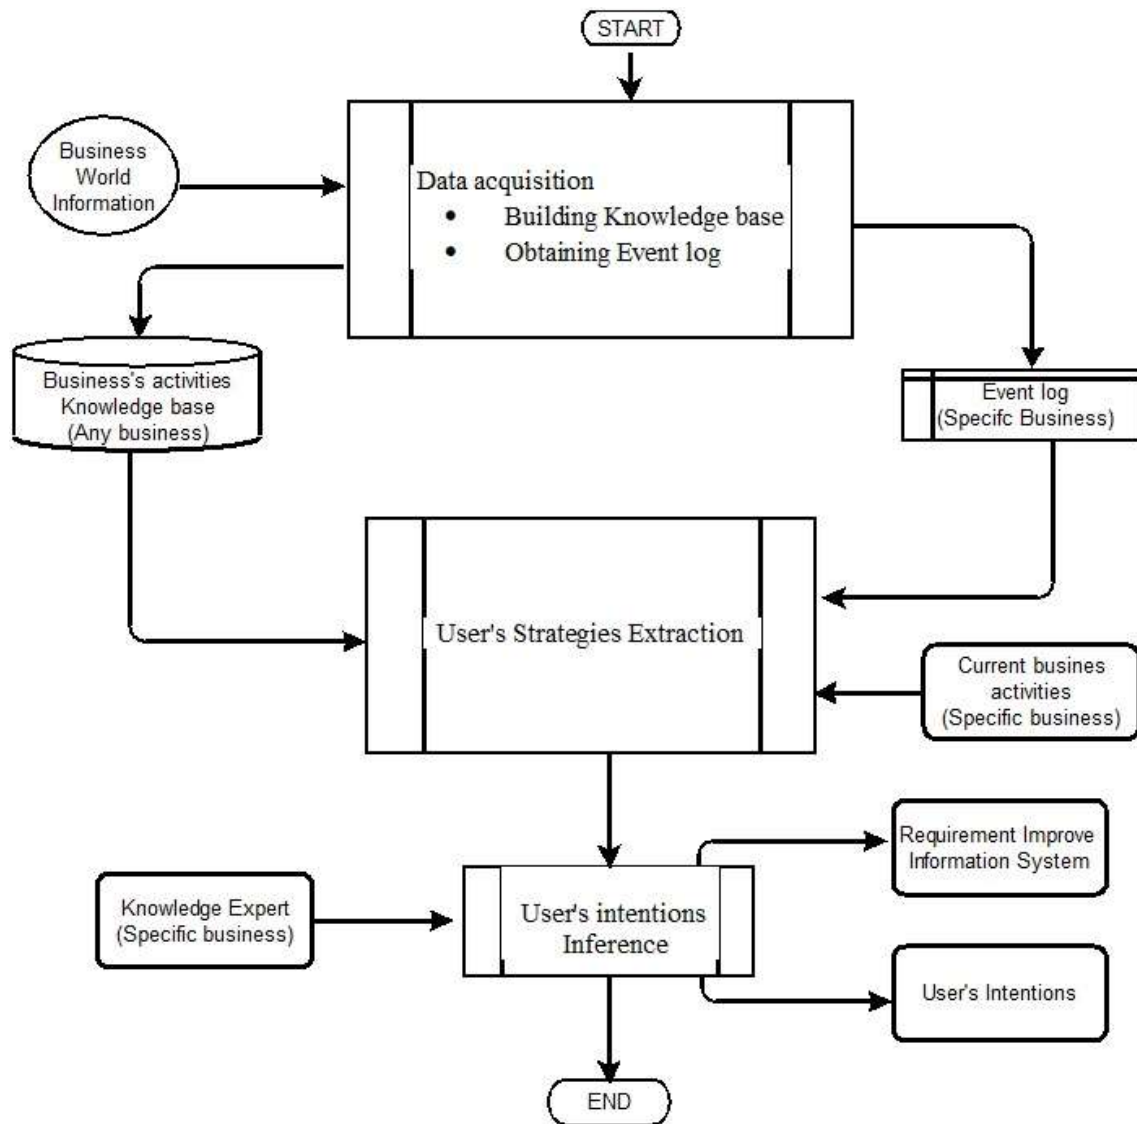 START
Business
World
Information
Data acquisition
• Building Knowledge base
• Obtaining Event log
Business's activities
Knowledge base
(Any business)
Event log
(Specifc Business)
User's Strategies Extraction
Current busines
activities
(Specific business)
Requirement Improve
Information System
Knowledge Expert
(Specific business)
User's intentions
Inference
User's Intentions
END